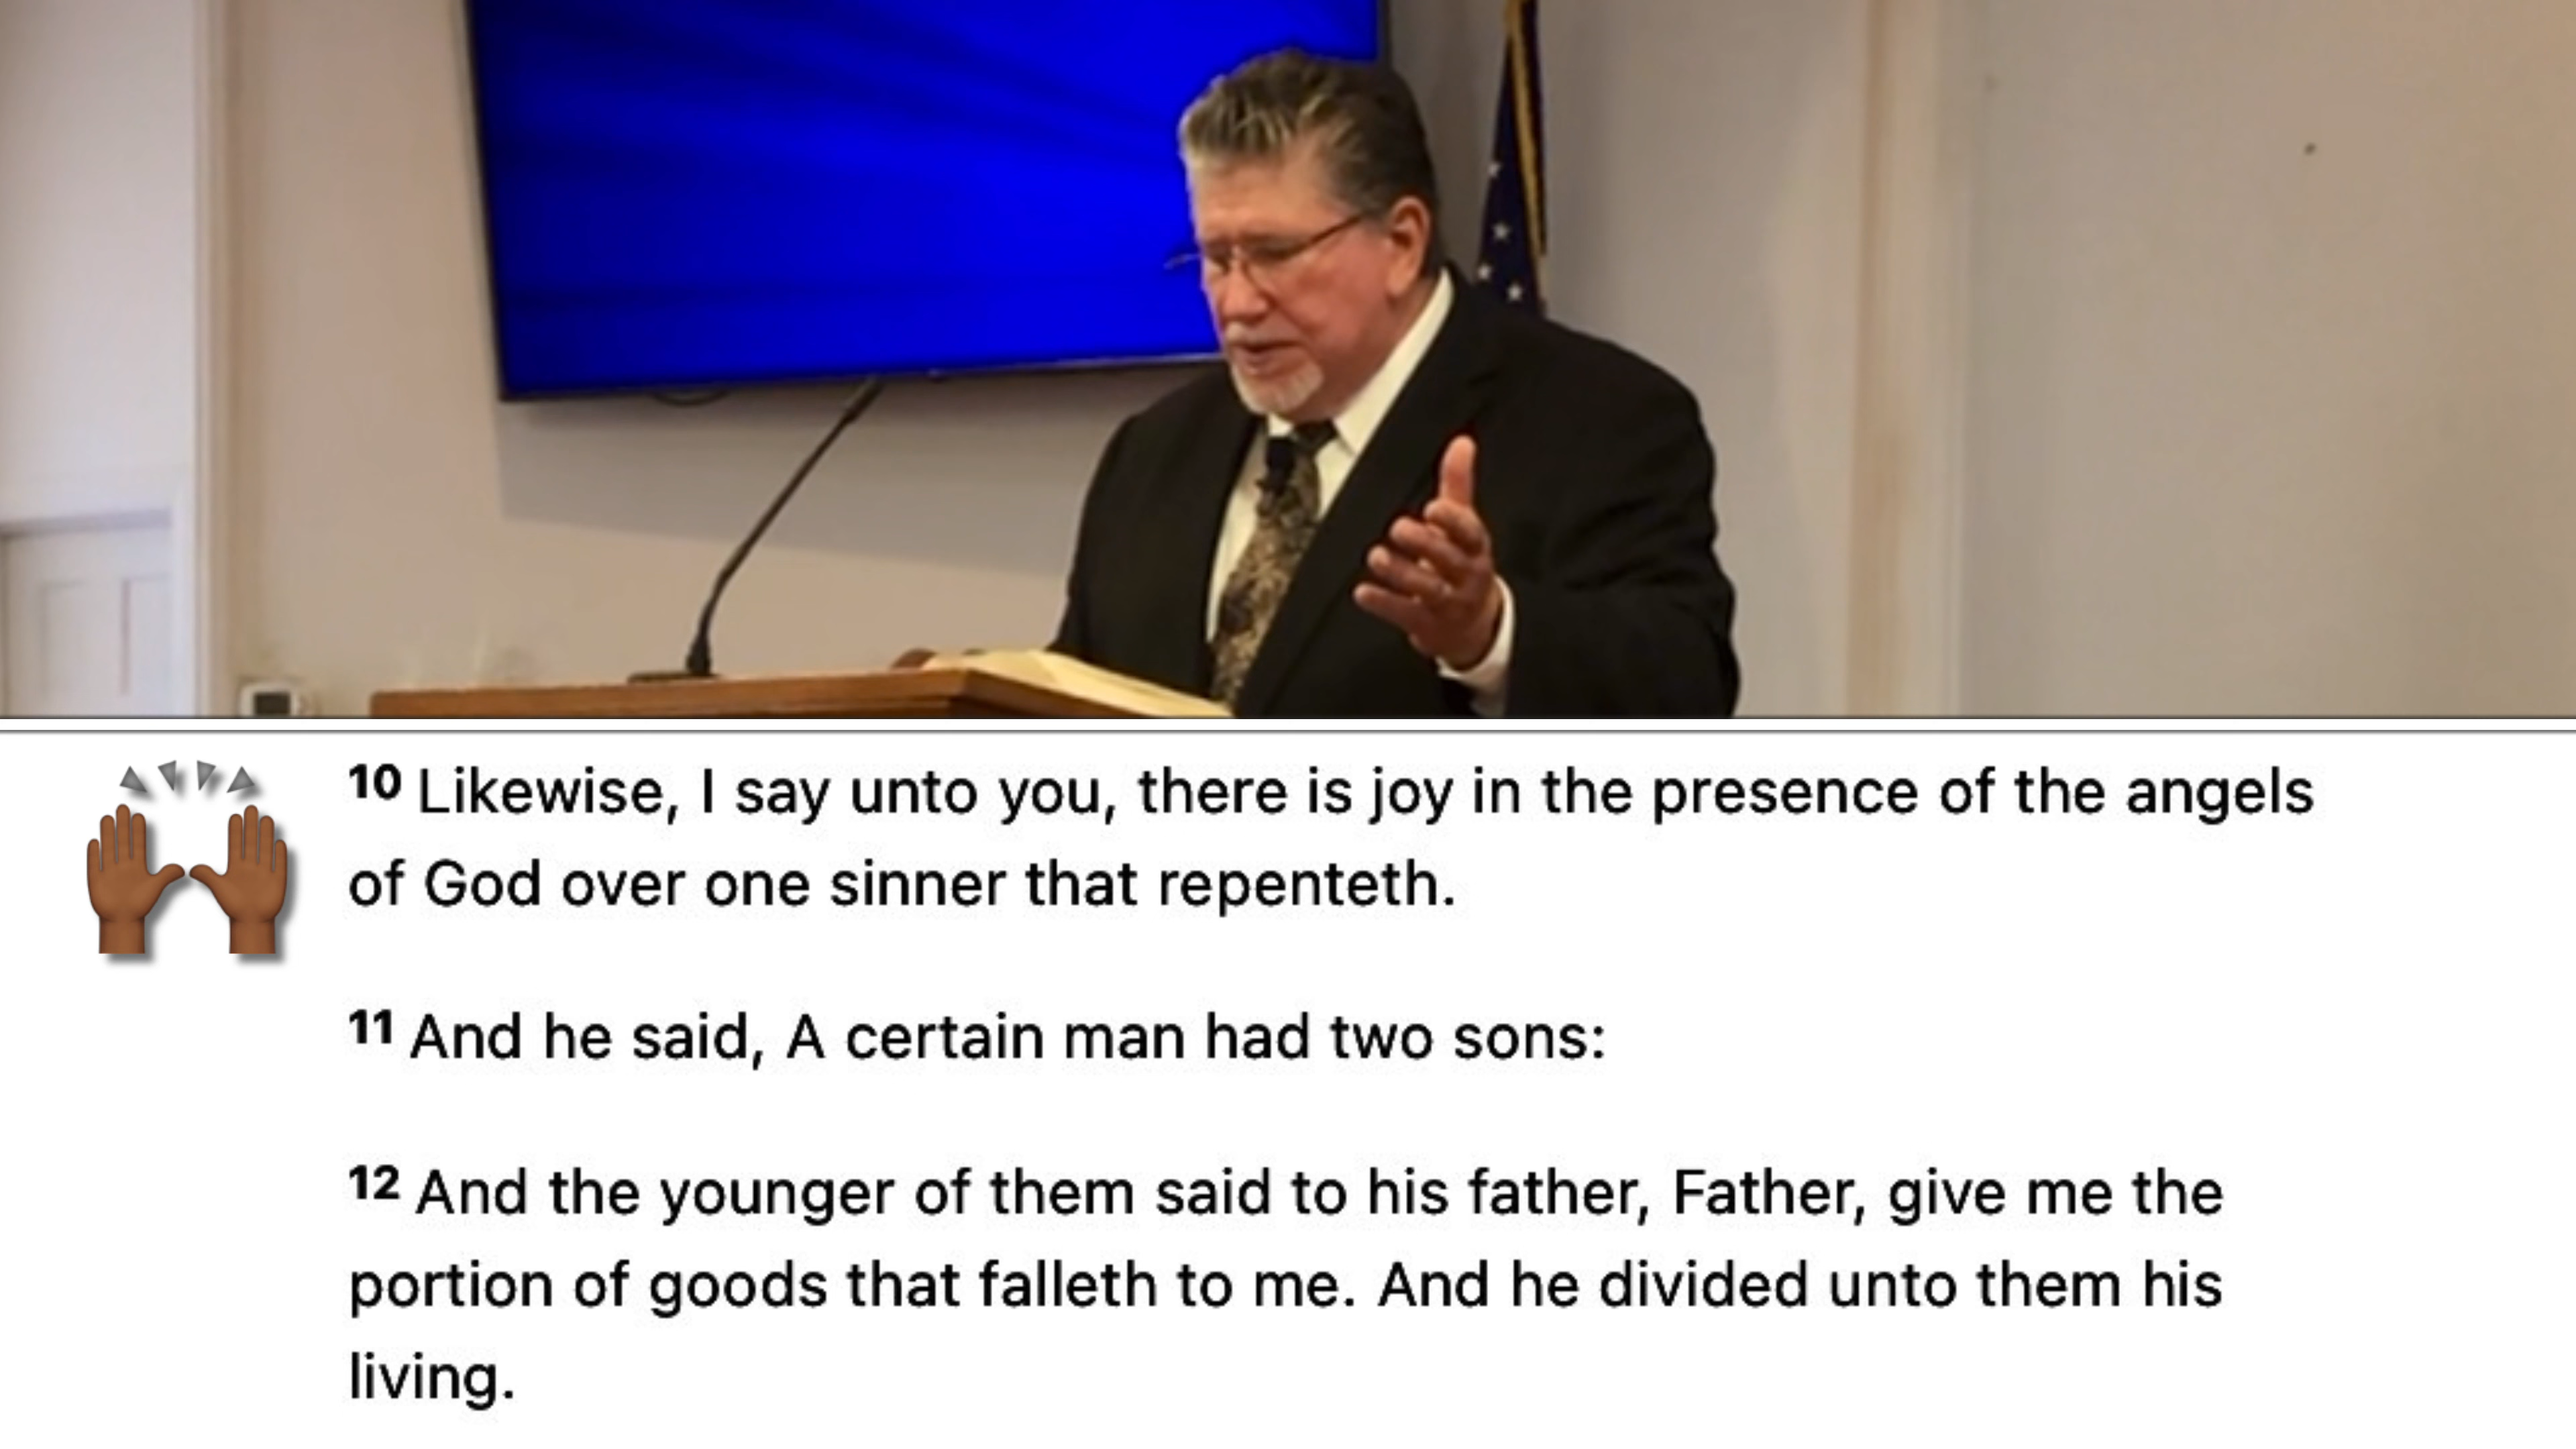 10 Likewise, I say unto you, there is joy in the presence of the angels
of God over one sinner that repenteth.
11 And he said, A certain man had two sons:
12 And the younger of them said to his father, Father, give me the
portion of goods that falleth to me. And he divided unto them his
living.